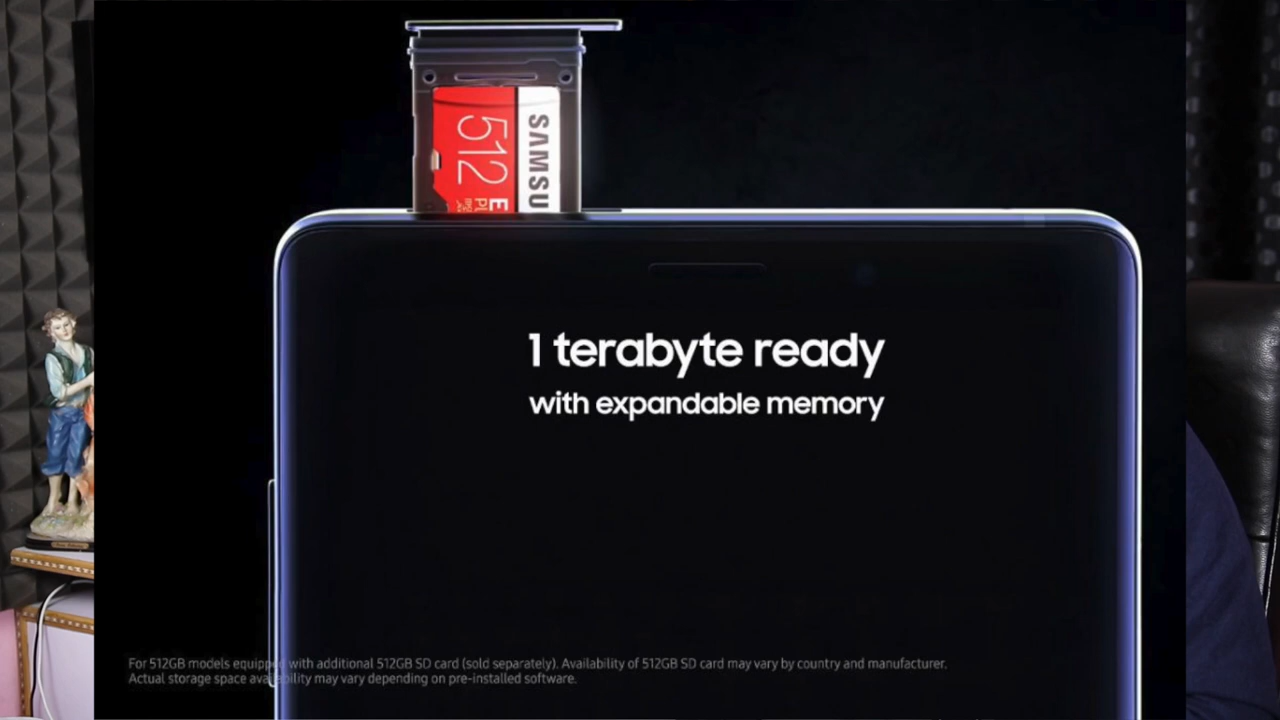 512
SAMSU
1 terabyte ready
with expandable memory
For 512GB models equipped with additional 512GB SD card (sold separately). Availability of 512GB SD card may vary by country and manufacturer.
Actual storage space availability may vary depending on pre-installed software.